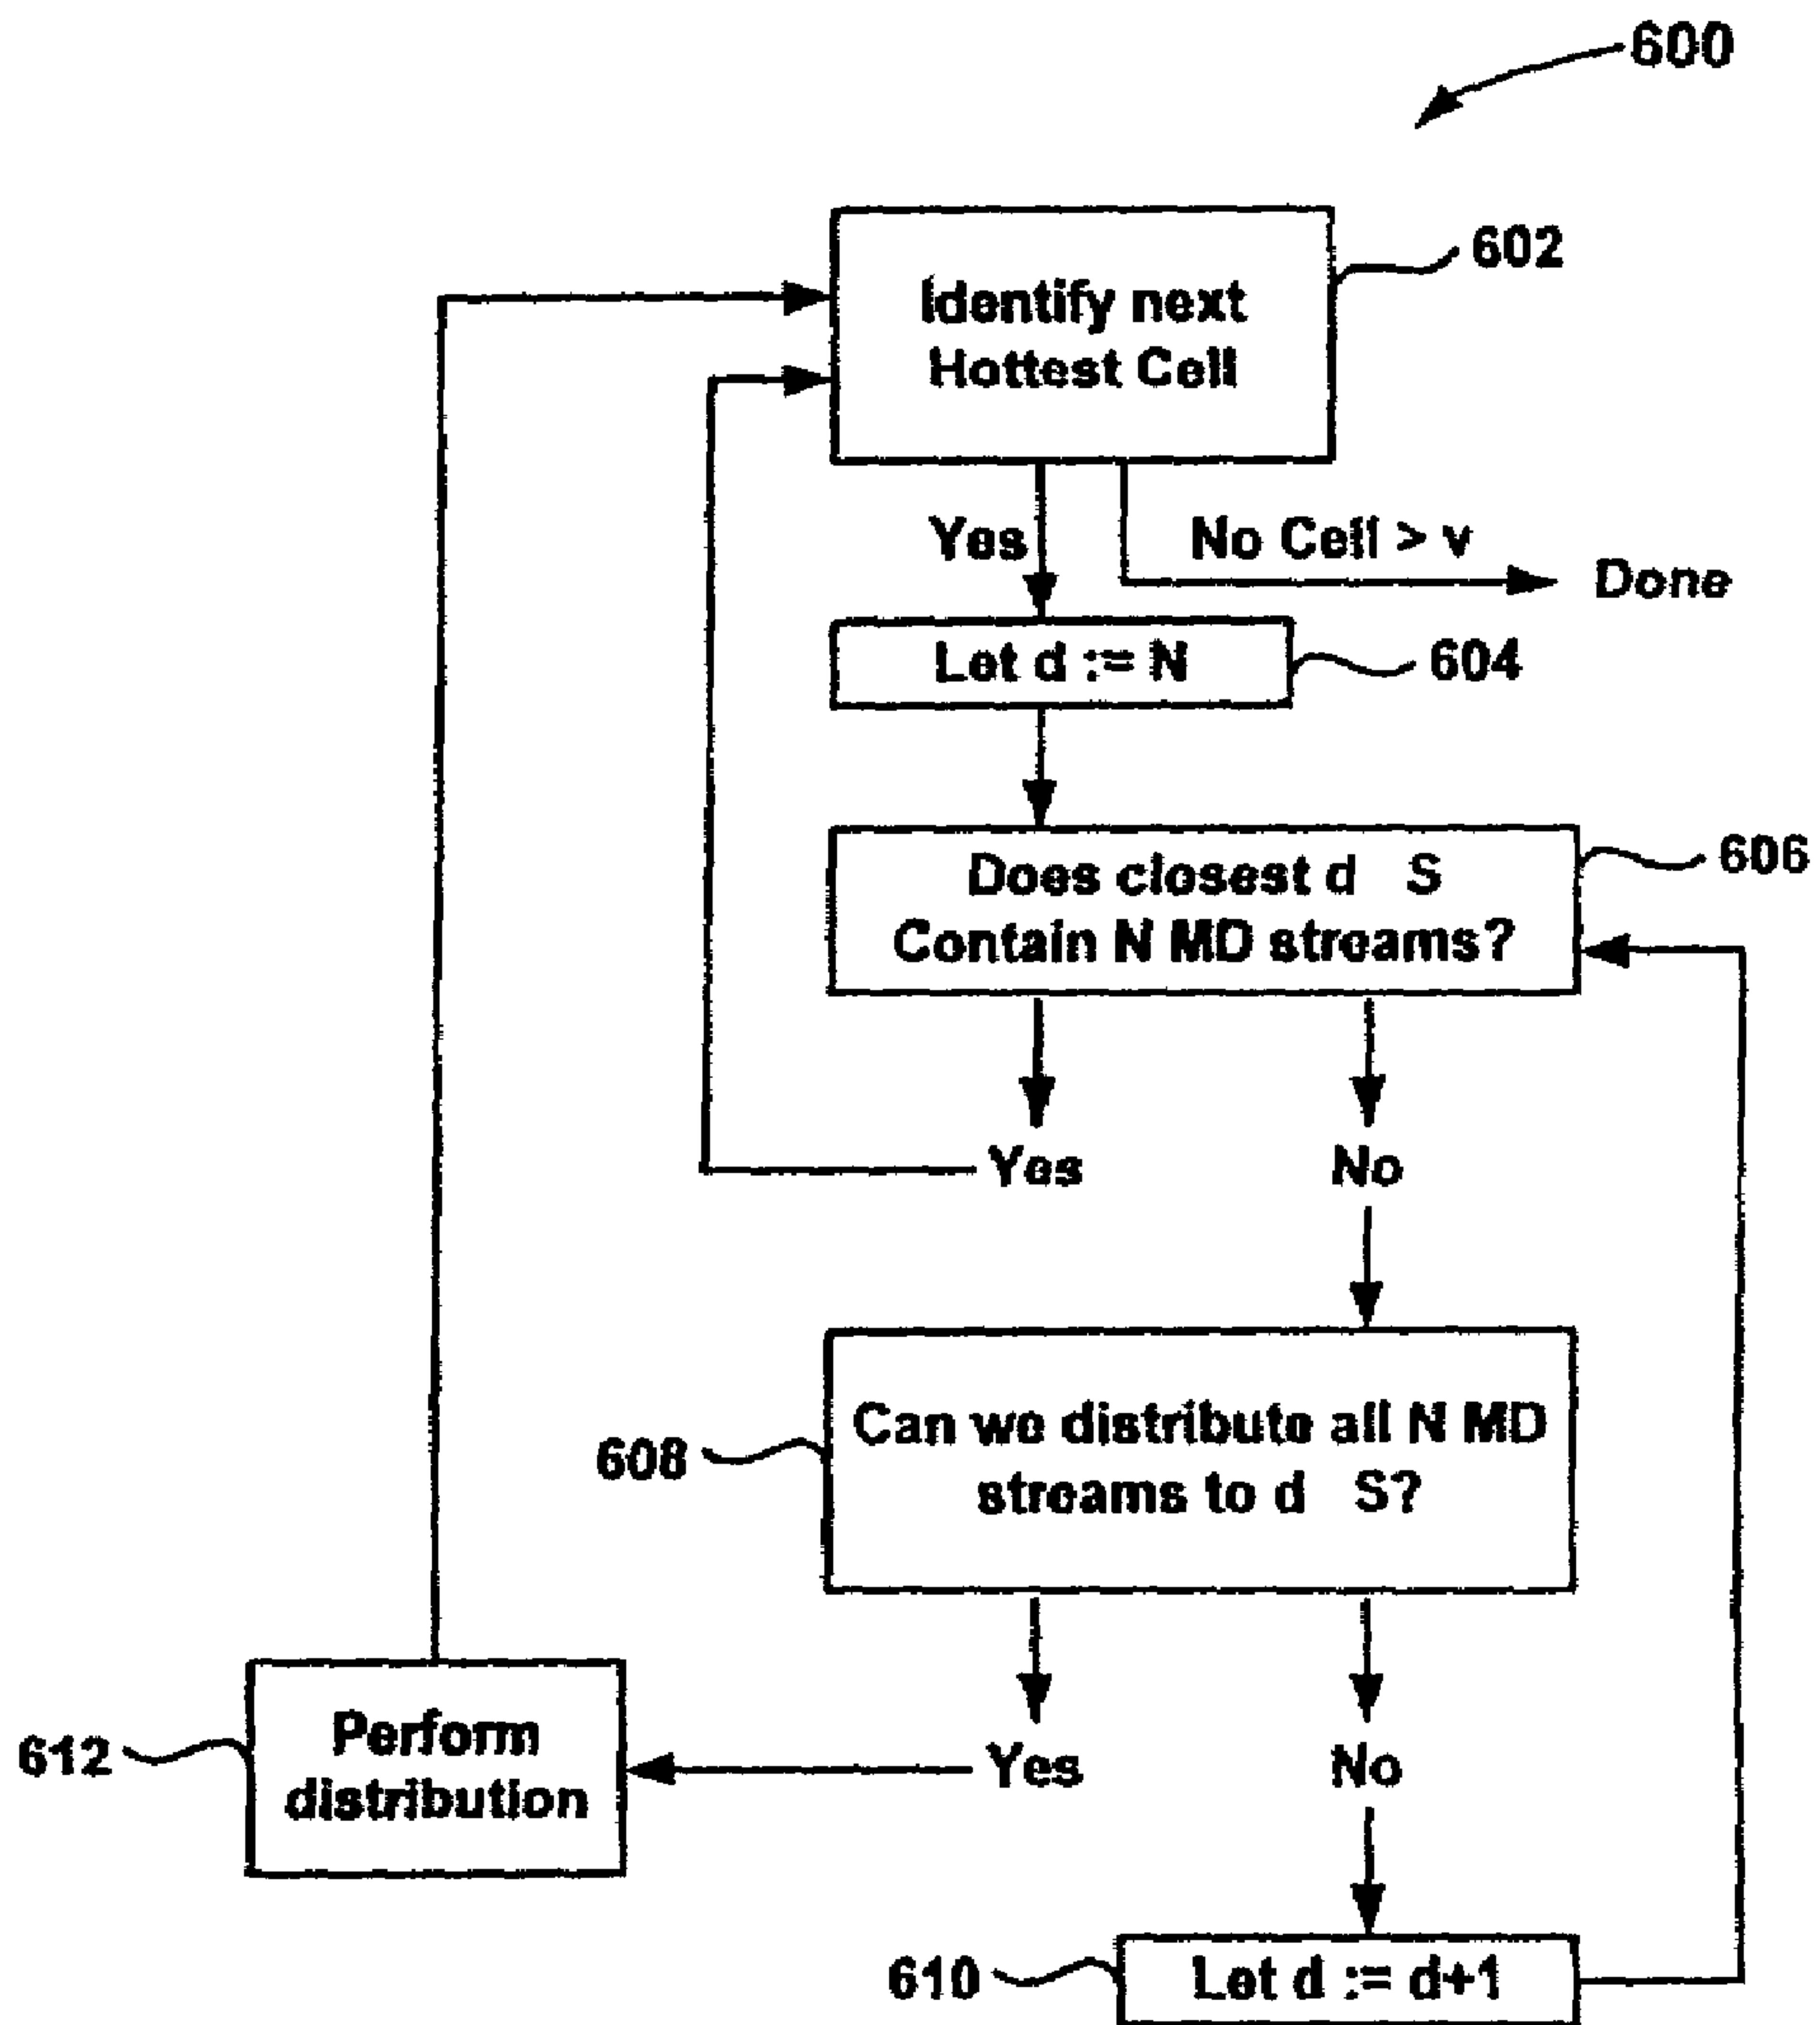 600
602
Identify next
Hottest Cell
Yes
No Cell > v
Done
Let d := N
604
Does closest d S
Contain N MD streams?
606
Yes
No
608
Can we distribute all N MD
streams to d S?
612
Perform
distribution
Yes
No
610
Let d := d+1